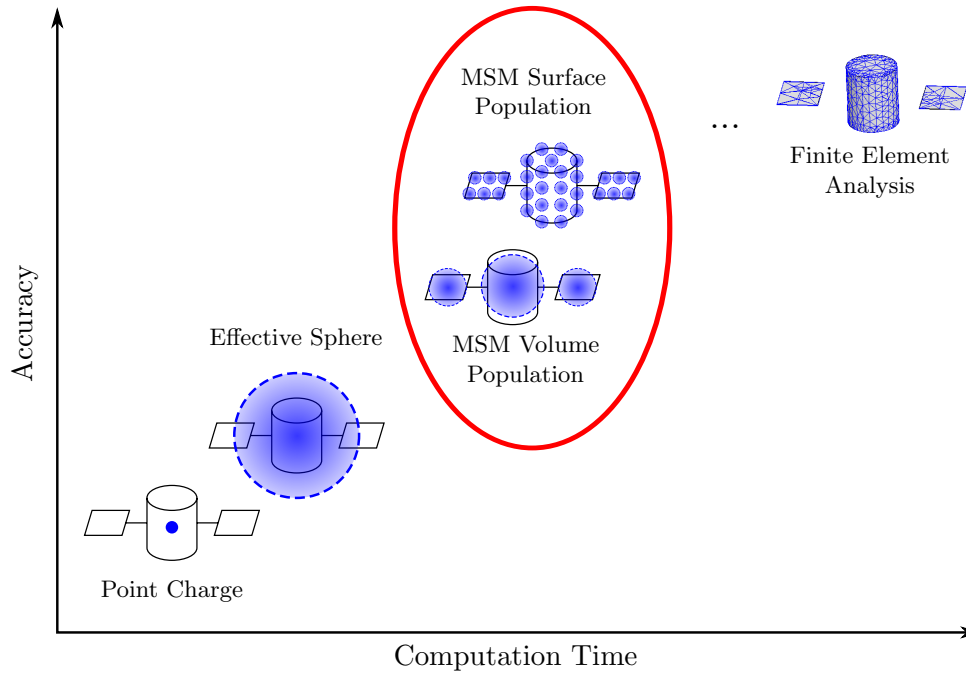 MSM Surface
Population
...
Finite Element
Analysis
MSM Volume
Population
Effective Sphere
Point Charge
Accuracy
Computation Time